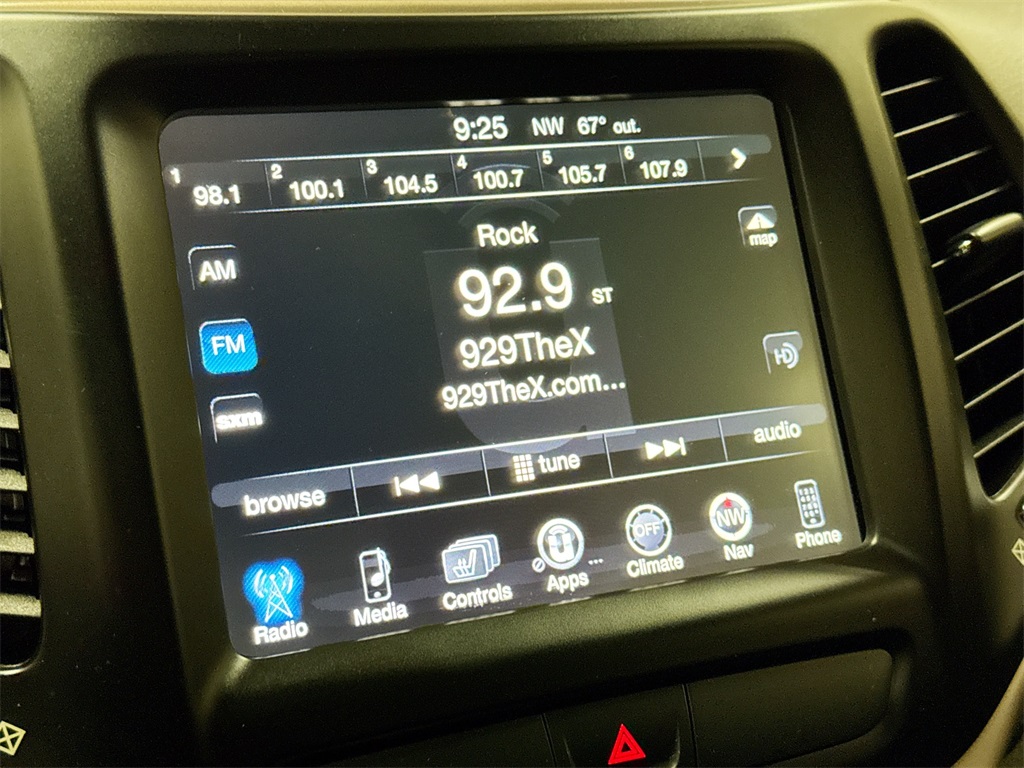 9:25 NW 67° out.
1 98.1 2 100.1 3 104.5 4 100.7 5 105.7 6 107.9
map
Rock
AM
92.9 ST
FM
929TheX
HD
929TheX.com...
sxm
browse tune audio
OFF NW
Radio Media Controls Apps ... Climate Nav Phone